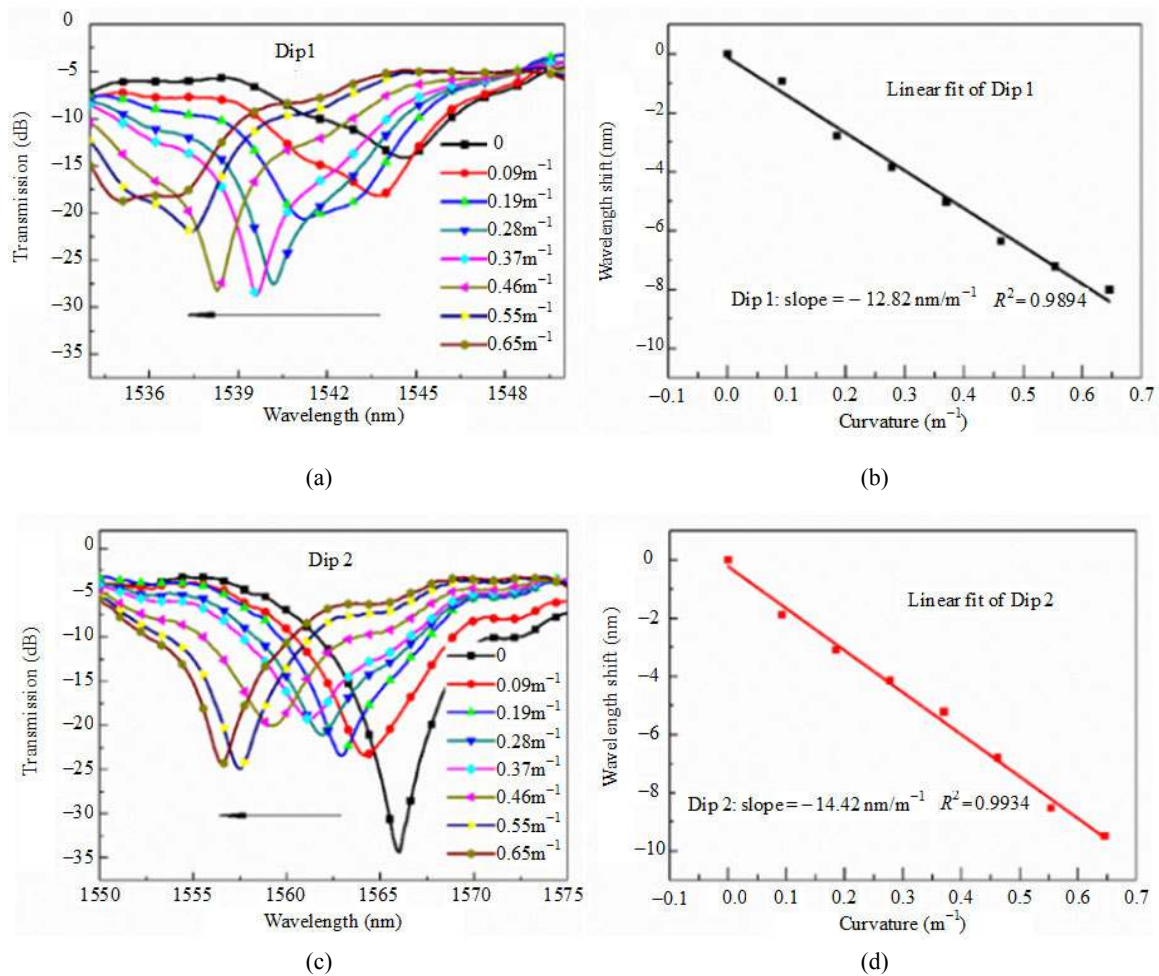 0
−5
−10
−15
−20
−25
−30
−35
Transmission (dB)
Dip1
0
0.09m⁻¹
0.19m⁻¹
0.28m⁻¹
0.37m⁻¹
0.46m⁻¹
0.55m⁻¹
0.65m⁻¹
1536 1539 1542 1545 1548
Wavelength (nm)
(a)
0
−2
−4
−6
−8
−10
Wavelength shift (nm)
Linear fit of Dip 1
Dip 1: slope = − 12.82 nm/m⁻¹ R² = 0.9894
−0.1 0.0 0.1 0.2 0.3 0.4 0.5 0.6 0.7
Curvature (m⁻¹)
(b)
0
−5
−10
−15
−20
−25
−30
−35
Transmission (dB)
Dip 2
0
0.09m⁻¹
0.19m⁻¹
0.28m⁻¹
0.37m⁻¹
0.46m⁻¹
0.55m⁻¹
0.65m⁻¹
1550 1555 1560 1565 1570 1575
Wavelength (nm)
(c)
0
−2
−4
−6
−8
−10
Wavelength shift (nm)
Linear fit of Dip 2
Dip 2: slope = −14.42 nm/m⁻¹ R² = 0.9934
−0.1 0.0 0.1 0.2 0.3 0.4 0.5 0.6 0.7
Curvature (m⁻¹)
(d)